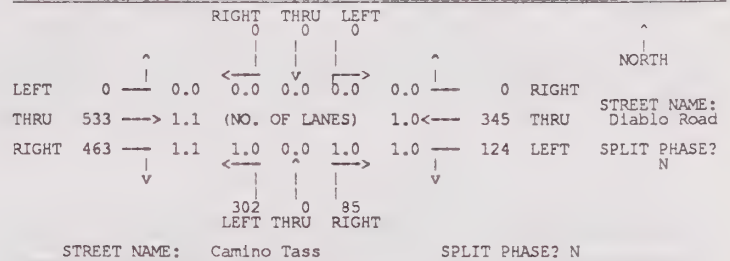 RIGHT THRU LEFT
0 0 0
^
NORTH
LEFT 0 0.0 0.0 0.0 0.0 0.0 0 RIGHT
STREET NAME:
THRU 533 ---> 1.1 (NO. OF LANES) 1.0<--- 345 THRU Diablo Road
RIGHT 463 --- 1.1 1.0 0.0 1.0 1.0 --- 124 LEFT SPLIT PHASE?
N
302 0 85
LEFT THRU RIGHT
STREET NAME: Camino Tass SPLIT PHASE? N